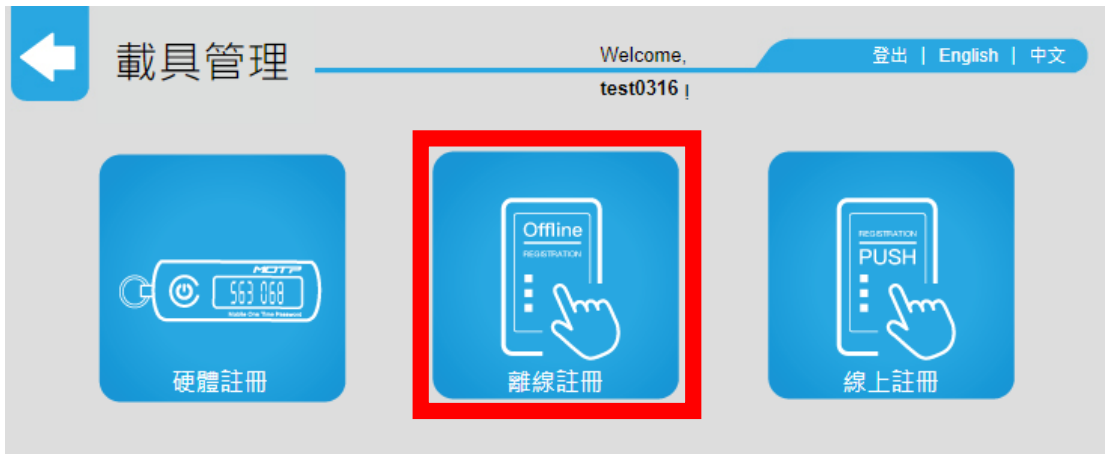 載具管理
Welcome,
test0316 !
登出 | English | 中文
MOTP
563 068
Mobile One Time Password
硬體註冊
Offline
REGISTRATION
離線註冊
REGISTRATION
PUSH
線上註冊